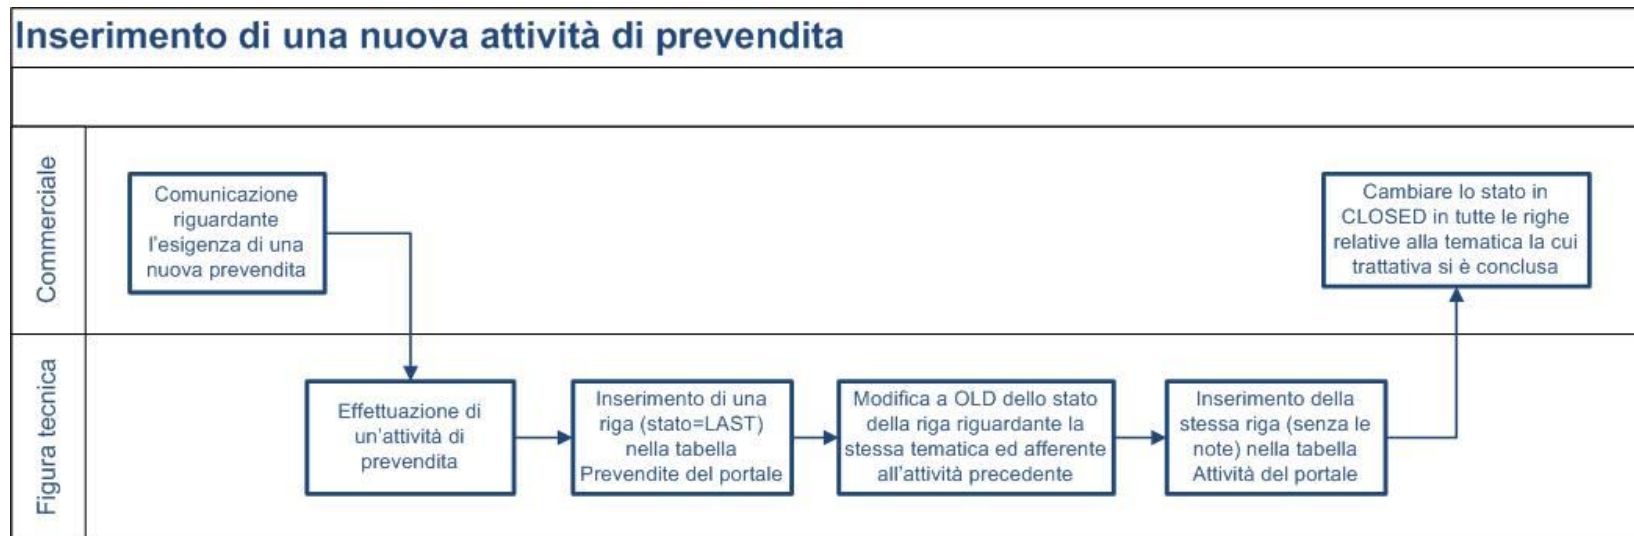 Inserimento di una nuova attività di prevendita
Commerciale
Comunicazione
riguardante
l'esigenza di una
nuova prevendita
Cambiare lo stato in
CLOSED in tutte le righe
relative alla tematica la cui
trattativa si è conclusa
Figura tecnica
Effettuazione di
un'attività di
prevendita
Inserimento di una
riga (stato=LAST)
nella tabella
Prevendite del portale
Modifica a OLD dello stato
della riga riguardante la
stessa tematica ed afferente
all'attività precedente
Inserimento della
stessa riga (senza le
note) nella tabella
Attività del portale